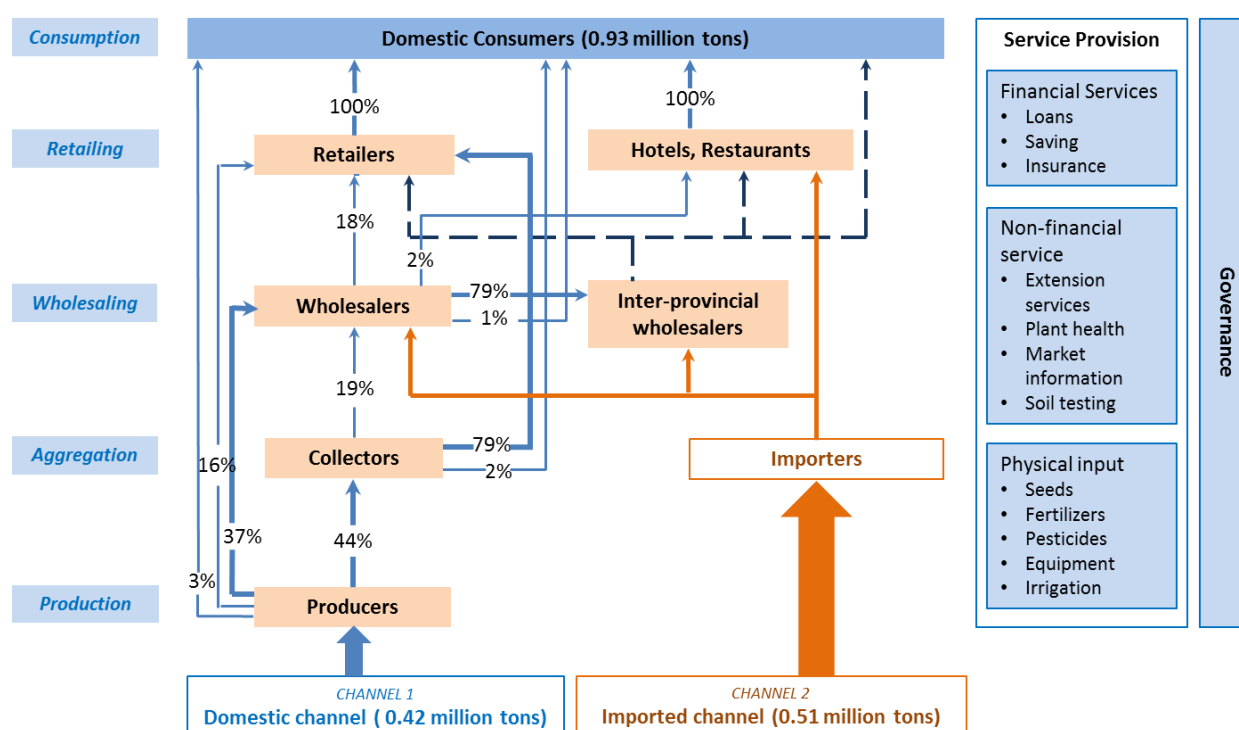 Consumption
Domestic Consumers (0.93 million tons)
100%
100%
Retailing
Retailers
Hotels, Restaurants
18%
2%
Wholesaling
Wholesalers
79%
1%
Inter-provincial
wholesalers
19%
Aggregation
Collectors
79%
2%
Importers
16%
37%
44%
3%
Production
Producers
CHANNEL 1
Domestic channel ( 0.42 million tons)
CHANNEL 2
Imported channel (0.51 million tons)
Service Provision
Financial Services
• Loans
• Saving
• Insurance
Non-financial
service
• Extension
services
• Plant health
• Market
information
• Soil testing
Physical input
• Seeds
• Fertilizers
• Pesticides
• Equipment
• Irrigation
Governance